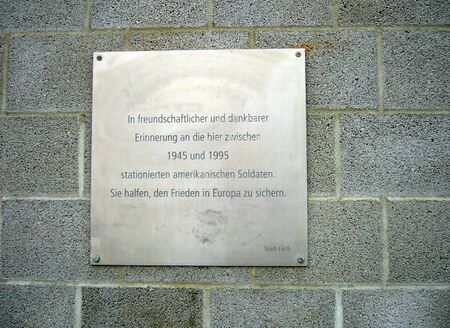 In freundschaftlicher und dankbarer
Erinnerung an die hier zwischen
1945 und 1995
stationierten amerikanischen Soldaten.
Sie halfen, den Frieden in Europa zu sichern.
Stadt Fürth